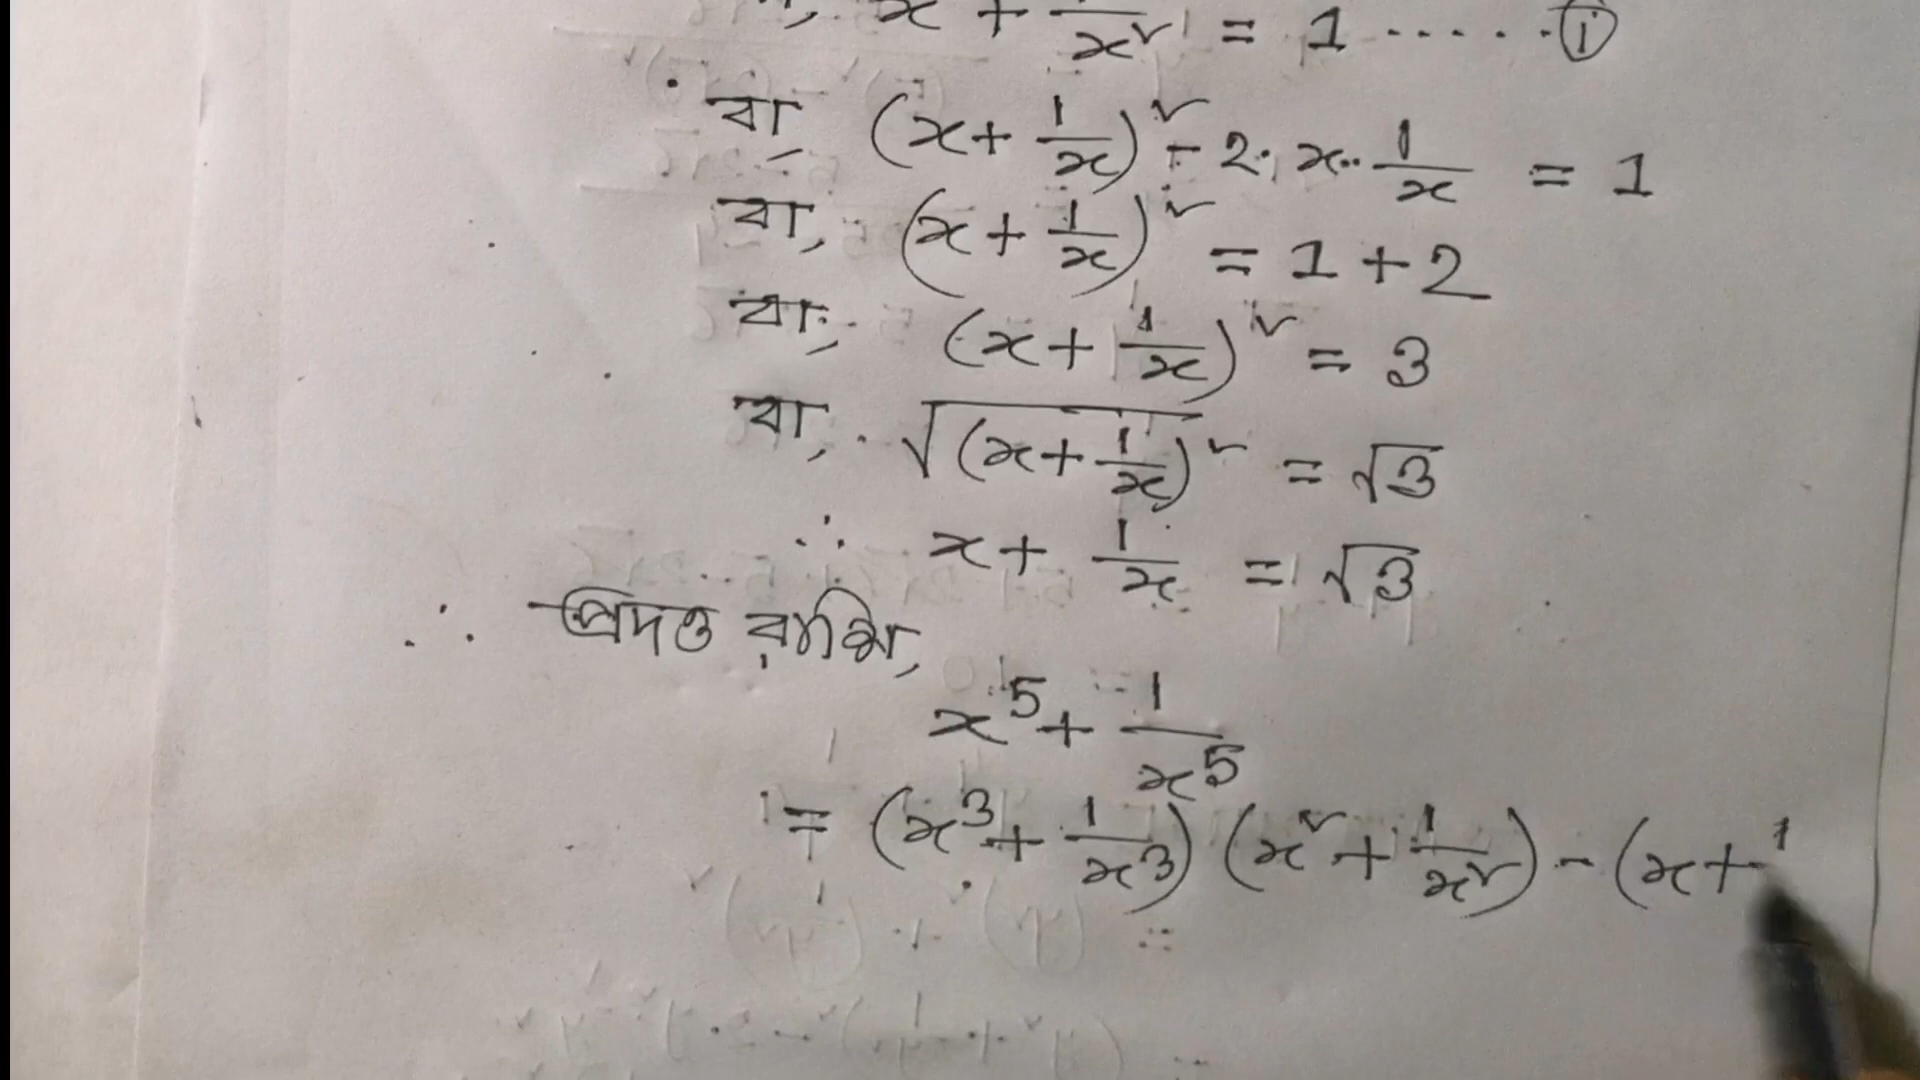 x + 1/x² = 1 ..... (i)
বা, (x + 1/x)² - 2. x. 1/x = 1
বা, (x + 1/x)² = 1 + 2
বা, (x + 1/x)² = 3
বা, √(x + 1/x)² = √3
∴ x + 1/x = √3
∴ প্রদত্ত রাশি,
x⁵ + 1/x⁵
= (x³ + 1/x³) (x² + 1/x²) - (x + 1